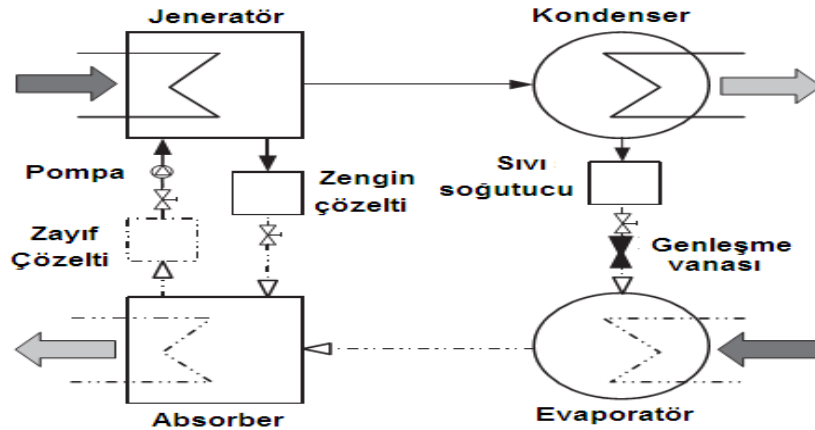 Jeneratör
Kondenser
Pompa
Zengin
çözelti
Sıvı
soğutucu
Zayıf
Çözelti
Genleşme
vanası
Absorber
Evaporatör